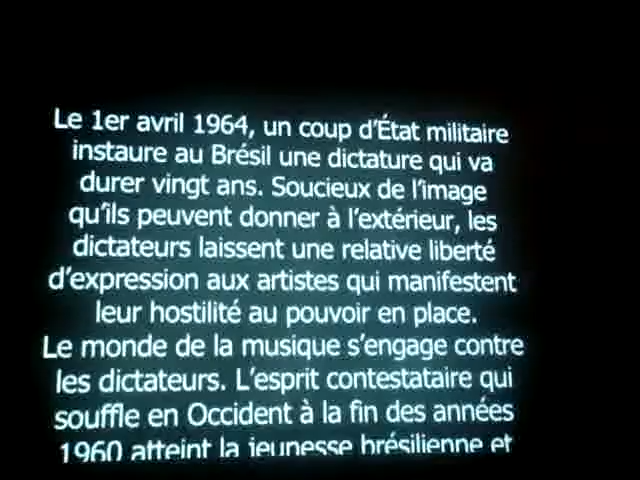 Le 1er avril 1964, un coup d'État militaire
instaure au Brésil une dictature qui va
durer vingt ans. Soucieux de l'image
qu'ils peuvent donner à l'extérieur, les
dictateurs laissent une relative liberté
d'expression aux artistes qui manifestent
leur hostilité au pouvoir en place.
Le monde de la musique s'engage contre
les dictateurs. L'esprit contestataire qui
souffle en Occident à la fin des années
1960 atteint la jeunesse brésilienne et